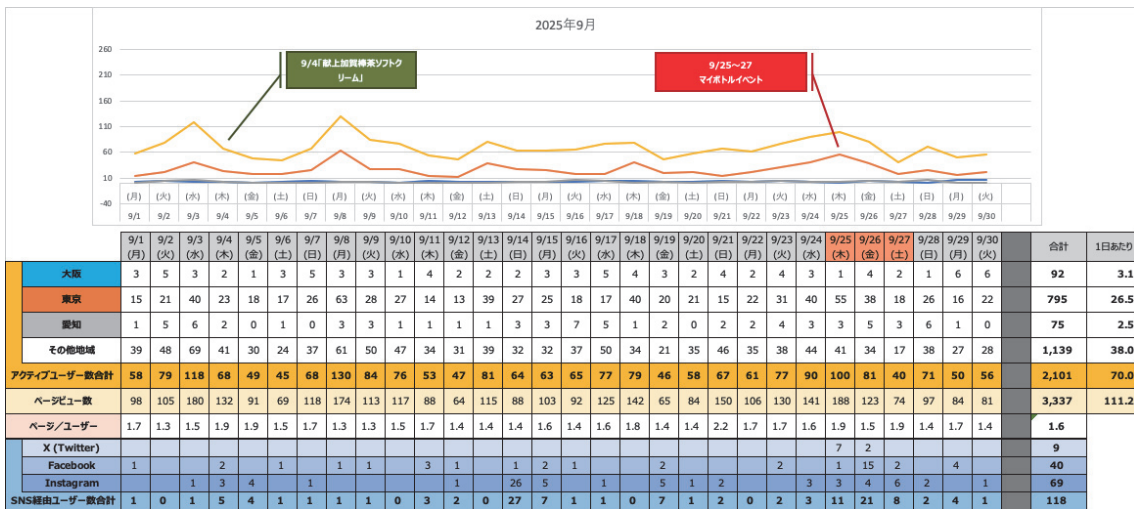 2025年9月
260
210
160
110
60
10
-40
9/4「献上加賀棒茶ソフトク
リーム」
9/25～27
マイボトルイベント
(月) (火) (水) (木) (金) (土) (日) (月) (火) (水) (木) (金) (土) (日) (月) (火) (水) (木) (金) (土) (日) (月) (火) (水) (木) (金) (土) (日) (月) (火)
9/1 9/2 9/3 9/4 9/5 9/6 9/7 9/8 9/9 9/10 9/11 9/12 9/13 9/14 9/15 9/16 9/17 9/18 9/19 9/20 9/21 9/22 9/23 9/24 9/25 9/26 9/27 9/28 9/29 9/30
9/1 9/2 9/3 9/4 9/5 9/6 9/7 9/8 9/9 9/10 9/11 9/12 9/13 9/14 9/15 9/16 9/17 9/18 9/19 9/20 9/21 9/22 9/23 9/24 9/25 9/26 9/27 9/28 9/29 9/30 合計 1日あたり
(月) (火) (水) (木) (金) (土) (日) (月) (火) (水) (木) (金) (土) (日) (月) (火) (水) (木) (金) (土) (日) (月) (火) (水) (木) (金) (土) (日) (月) (火)
大阪 3 5 3 2 1 3 5 3 3 1 4 2 2 2 3 3 5 4 3 2 4 2 4 3 1 4 2 1 6 6 92 3.1
東京 15 21 40 23 18 17 26 63 28 27 14 13 39 27 25 18 17 40 20 21 15 22 31 40 55 38 18 26 16 22 795 26.5
愛知 1 5 6 2 0 1 0 3 3 1 1 1 1 3 3 7 5 1 2 0 2 2 4 3 3 5 3 6 1 0 75 2.5
その他地域 39 48 69 41 30 24 37 61 50 47 34 31 39 32 32 37 50 34 21 35 46 35 38 44 41 34 17 38 27 28 1,139 38.0
アクティブユーザー数合計 58 79 118 68 49 45 68 130 84 76 53 47 81 64 63 65 77 79 46 58 67 61 77 90 100 81 40 71 50 56 2,101 70.0
ページビュー数 98 105 180 132 91 69 118 174 113 117 88 64 115 88 103 92 125 142 65 84 150 106 130 141 188 123 74 97 84 81 3,337 111.2
ページ／ユーザー 1.7 1.3 1.5 1.9 1.9 1.5 1.7 1.3 1.3 1.5 1.7 1.4 1.4 1.4 1.6 1.4 1.6 1.8 1.4 1.4 2.2 1.7 1.7 1.6 1.9 1.5 1.9 1.4 1.7 1.4 1.6
X (Twitter) 7 2 9
Facebook 1 2 1 1 1 3 1 1 2 1 2 2 1 15 2 4 40
Instagram 1 3 4 1 1 26 5 1 5 1 2 3 3 4 6 2 1 69
SNS経由ユーザー数合計 1 0 1 5 4 1 1 1 1 0 3 2 0 27 7 1 1 0 7 1 2 0 2 3 11 21 8 2 4 1 118